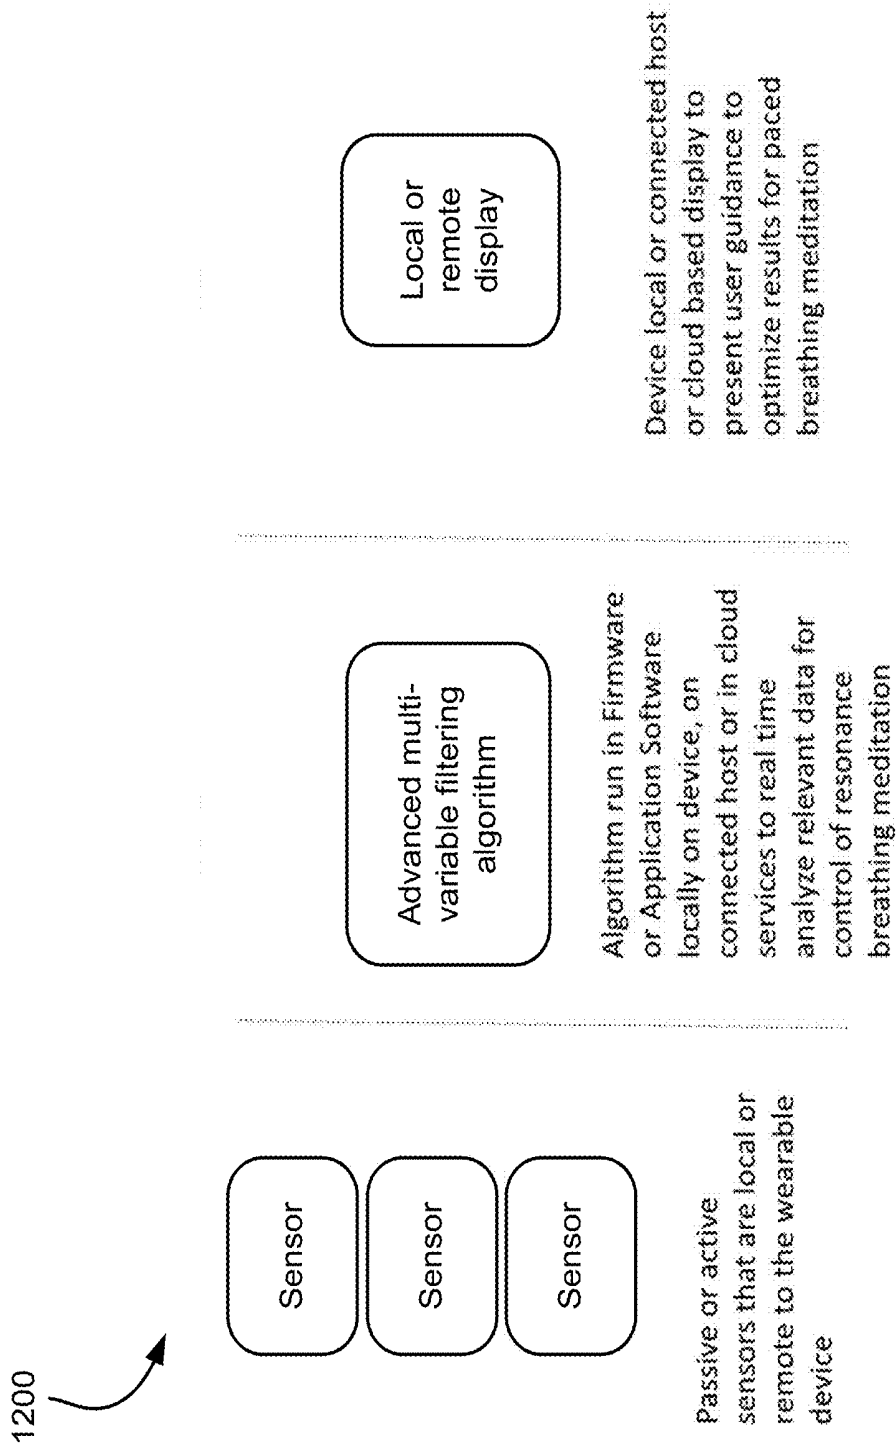 1200
Sensor
Sensor
Sensor
Passive or active
sensors that are local or
remote to the wearable
device
Advanced multi-
variable filtering
algorithm
Algorithm run in Firmware
or Application Software
locally on device, on
connected host or in cloud
services to real time
analyze relevant data for
control of resonance
breathing meditation
Local or
remote
display
Device local or connected host
or cloud based display to
present user guidance to
optimize results for paced
breathing meditation